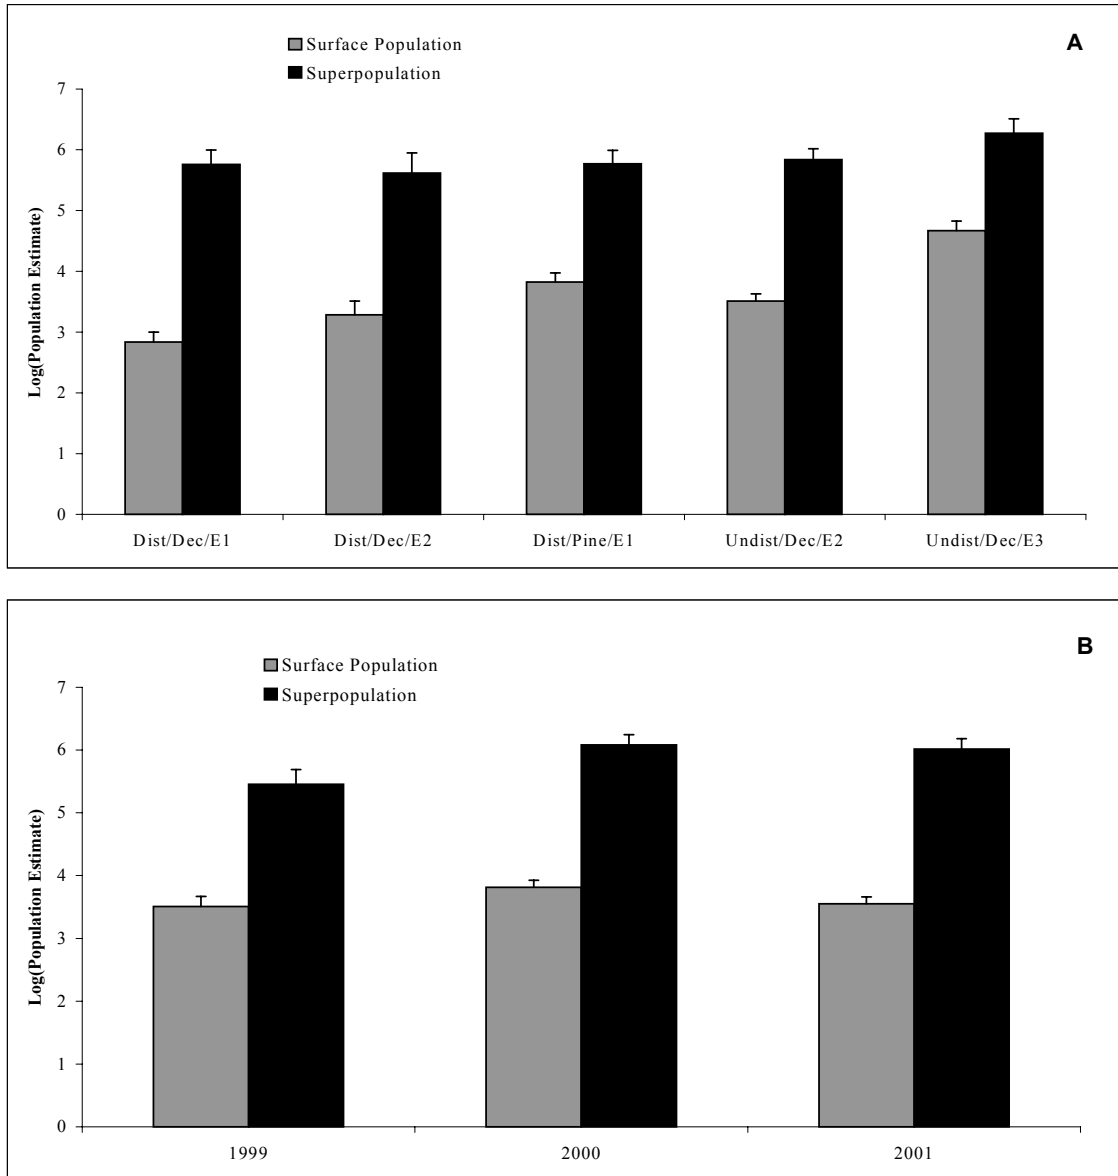 A
Surface Population
Superpopulation
Log(Population Estimate)
7
6
5
4
3
2
1
0
Dist/Dec/E1 Dist/Dec/E2 Dist/Pine/E1 Undist/Dec/E2 Undist/Dec/E3
B
Surface Population
Superpopulation
Log(Population Estimate)
7
6
5
4
3
2
1
0
1999 2000 2001